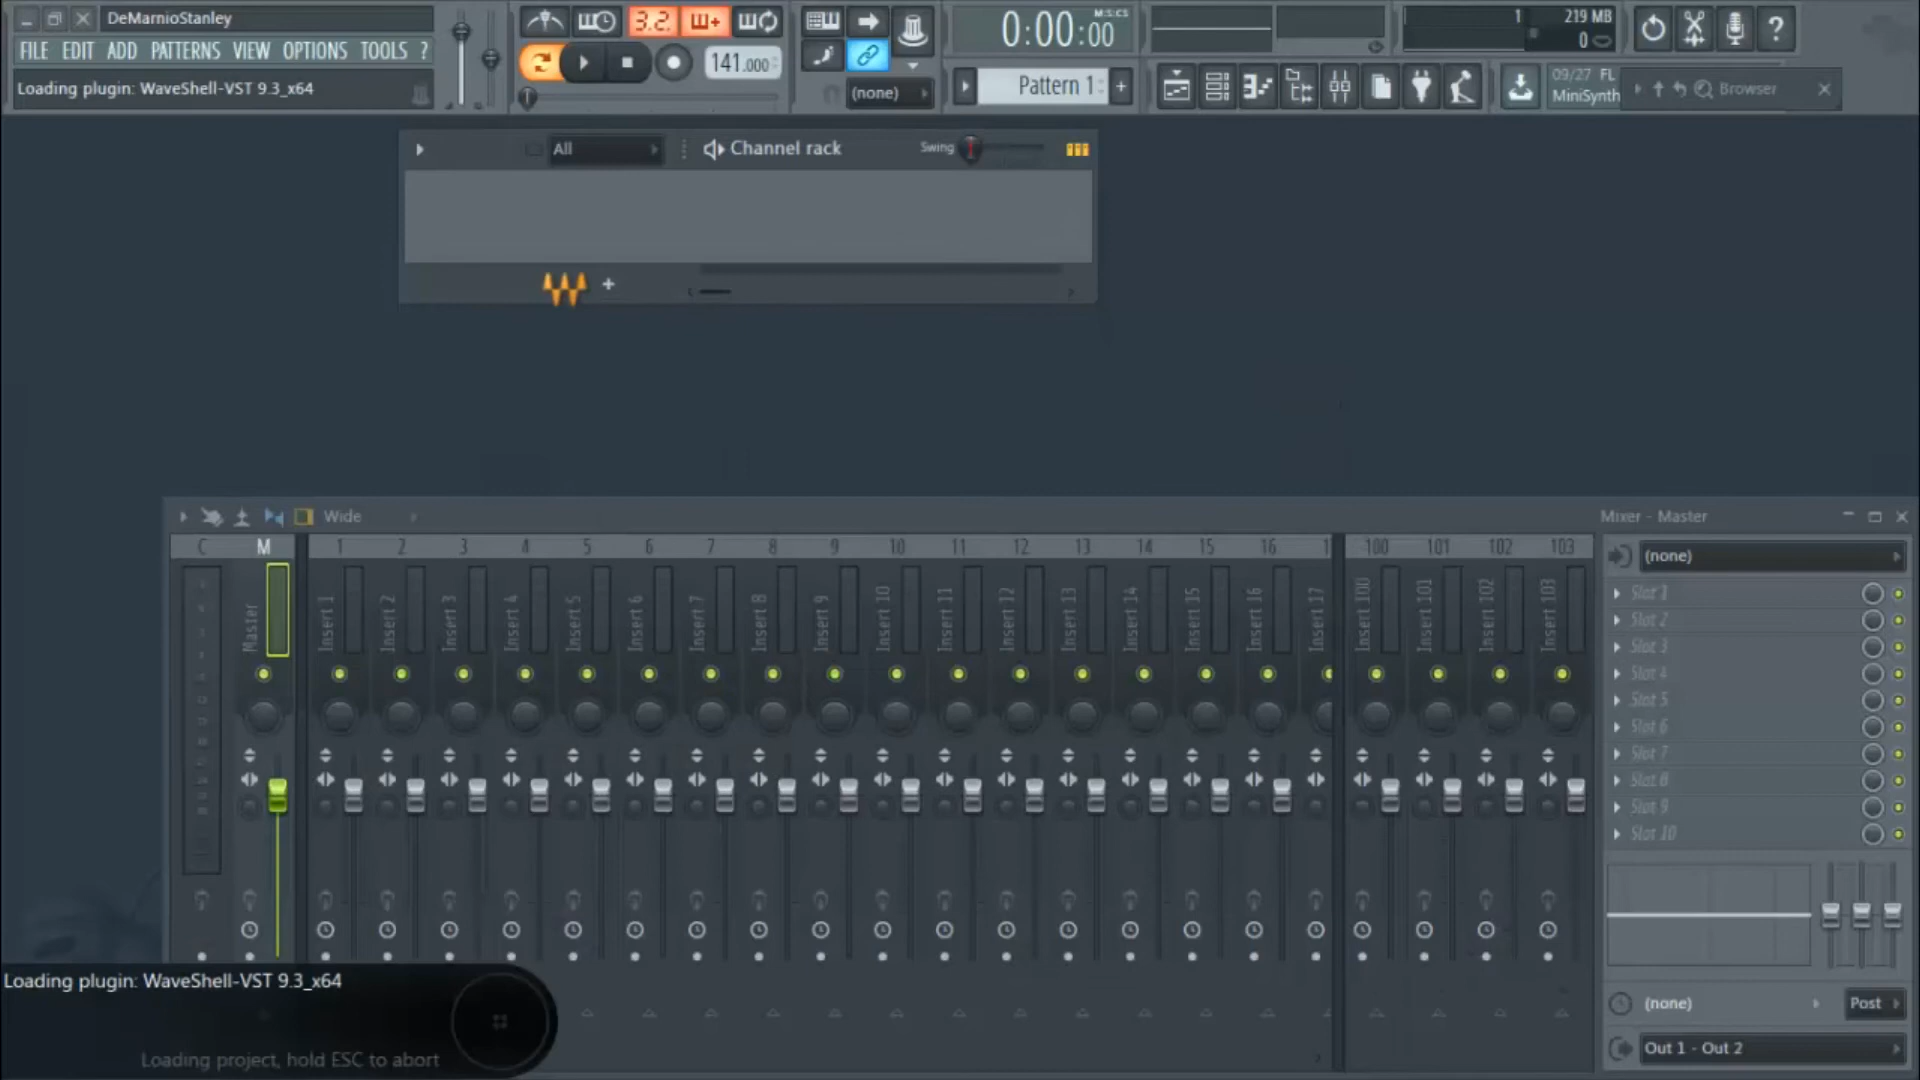 DeMarnioStanley
FILE EDIT ADD PATTERNS VIEW OPTIONS TOOLS ?
Loading plugin: WaveShell-VST 9.3_x64
3.2.
141.000
(none)
0:00:00
M:S:CS
Pattern 1
+
1
219 MB
0
?
09/27 FL
MiniSynth
Browser
All
Channel rack
Swing
+
Wide
Mixer - Master
C M 1 2 3 4 5 6 7 8 9 10 11 12 13 14 15 16 1 100 101 102 103
Master
Insert 1
Insert 2
Insert 3
Insert 4
Insert 5
Insert 6
Insert 7
Insert 8
Insert 9
Insert 10
Insert 11
Insert 12
Insert 13
Insert 14
Insert 15
Insert 16
Insert 17
Insert 100
Insert 101
Insert 102
Insert 103
(none)
Slot 1
Slot 2
Slot 3
Slot 4
Slot 5
Slot 6
Slot 7
Slot 8
Slot 9
Slot 10
(none)
Post
Out 1 - Out 2
Loading plugin: WaveShell-VST 9.3_x64
Loading project, hold ESC to abort